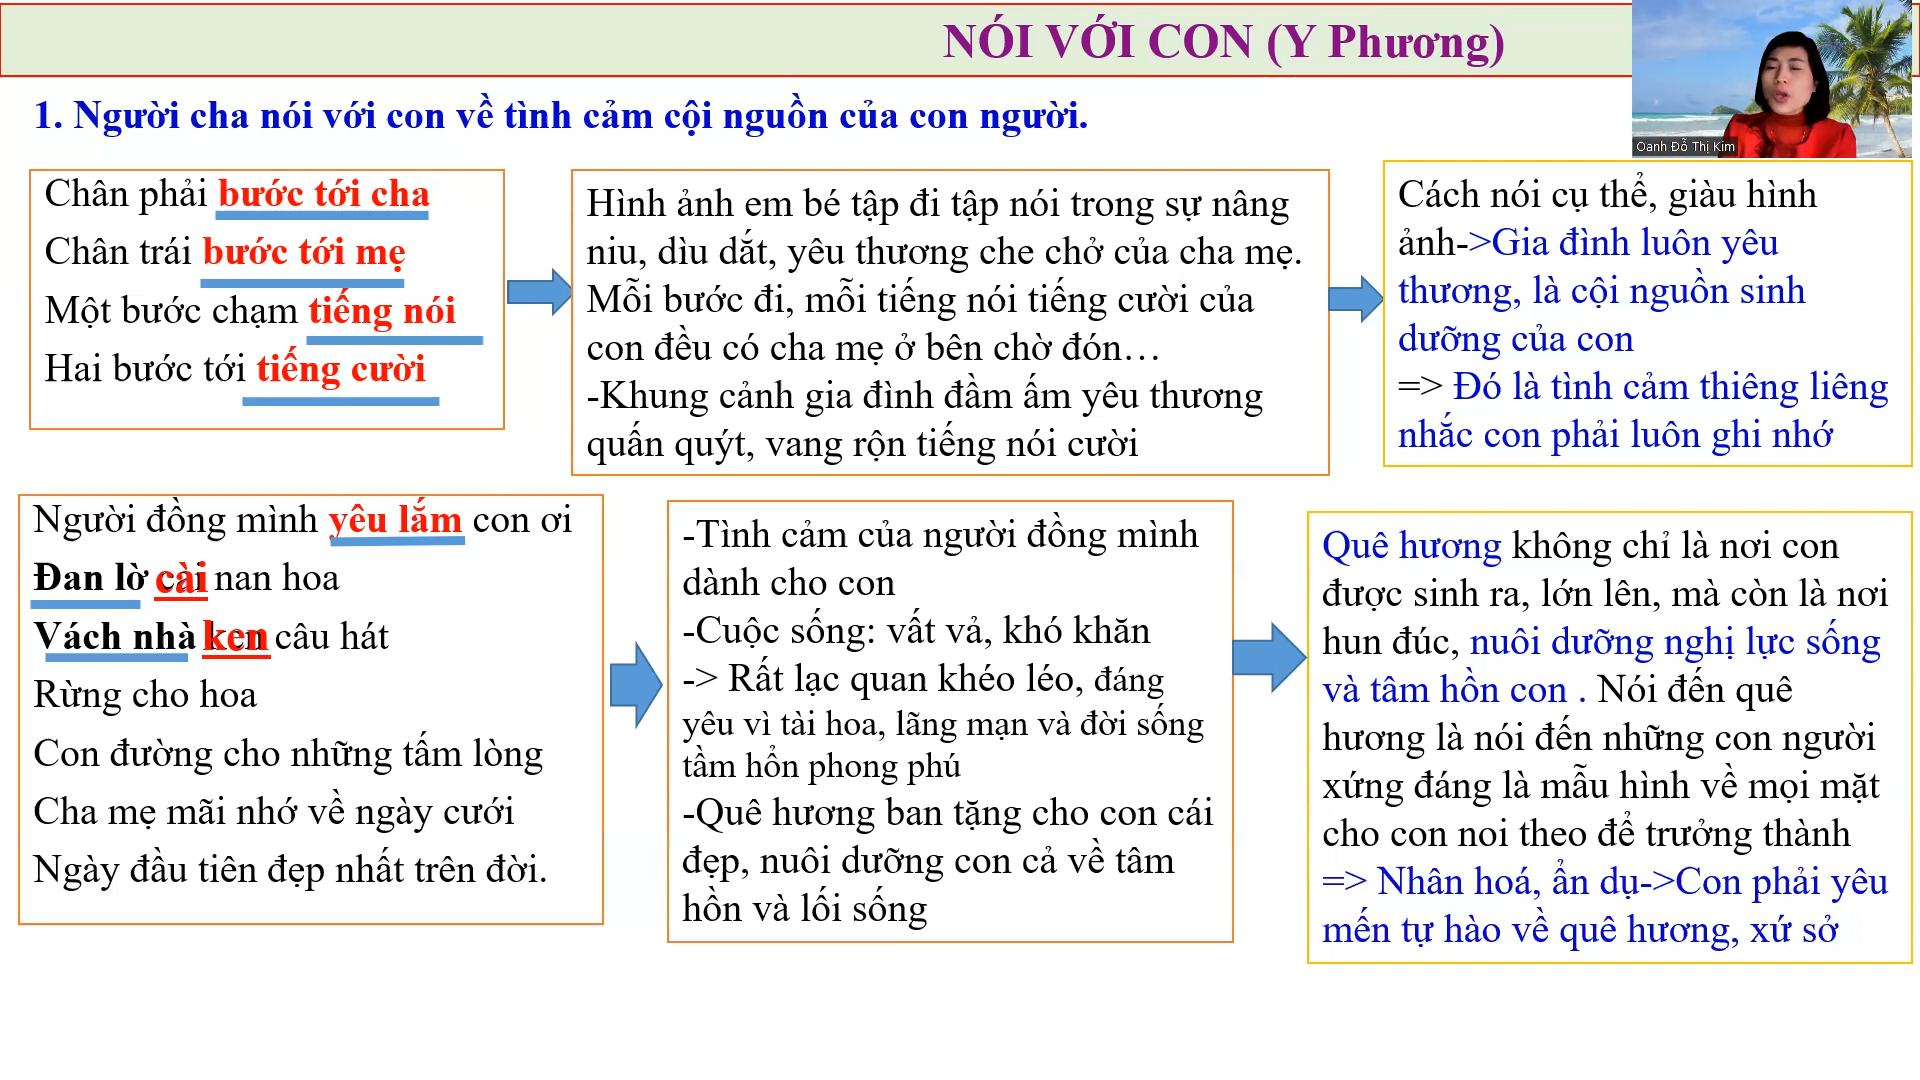 NÓI VỚI CON (Y Phương)
Oanh Đỗ Thị Kim
1. Người cha nói với con về tình cảm cội nguồn của con người.
Chân phải bước tới cha
Chân trái bước tới mẹ
Một bước chạm tiếng nói
Hai bước tới tiếng cười
Hình ảnh em bé tập đi tập nói trong sự nâng
niu, dìu dắt, yêu thương che chở của cha mẹ.
Mỗi bước đi, mỗi tiếng nói tiếng cười của
con đều có cha mẹ ở bên chờ đón…
-Khung cảnh gia đình đầm ấm yêu thương
quấn quýt, vang rộn tiếng nói cười
Cách nói cụ thể, giàu hình
ảnh->Gia đình luôn yêu
thương, là cội nguồn sinh
dưỡng của con
=> Đó là tình cảm thiêng liêng
nhắc con phải luôn ghi nhớ
Người đồng mình yêu lắm con ơi
Đan lờ cài nan hoa
Vách nhà ken câu hát
Rừng cho hoa
Con đường cho những tấm lòng
Cha mẹ mãi nhớ về ngày cưới
Ngày đầu tiên đẹp nhất trên đời.
-Tình cảm của người đồng mình
dành cho con
-Cuộc sống: vất vả, khó khăn
-> Rất lạc quan khéo léo, đáng
yêu vì tài hoa, lãng mạn và đời sống
tầm hổn phong phú
-Quê hương ban tặng cho con cái
đẹp, nuôi dưỡng con cả về tâm
hồn và lối sống
Quê hương không chỉ là nơi con
được sinh ra, lớn lên, mà còn là nơi
hun đúc, nuôi dưỡng nghị lực sống
và tâm hồn con . Nói đến quê
hương là nói đến những con người
xứng đáng là mẫu hình về mọi mặt
cho con noi theo để trưởng thành
=> Nhân hoá, ẩn dụ->Con phải yêu
mến tự hào về quê hương, xứ sở